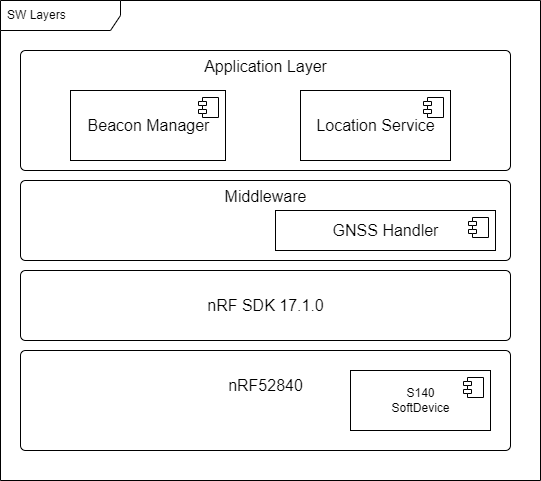 SW Layers
Application Layer
Beacon Manager
Location Service
Middleware
GNSS Handler
nRF SDK 17.1.0
nRF52840
S140
SoftDevice